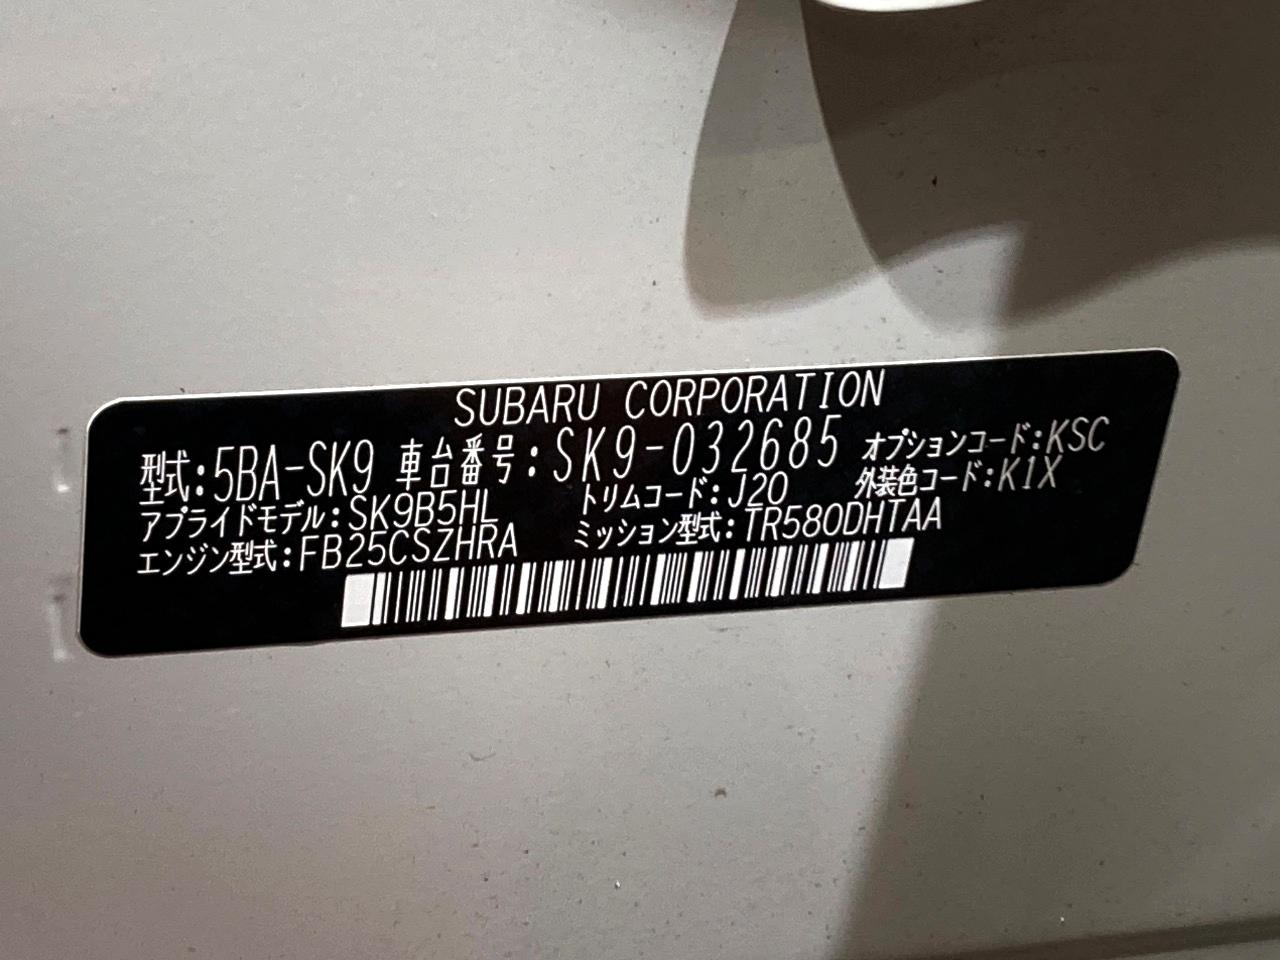 SUBARU CORPORATION
型式:5BA-SK9 車台番号:SK9-032685 オプションコード:KSC
アプライドモデル:SK9B5HL トリムコード:J20 外装色コード:K1X
エンジン型式:FB25CSZHRA ミッション型式:TR580DHTAA